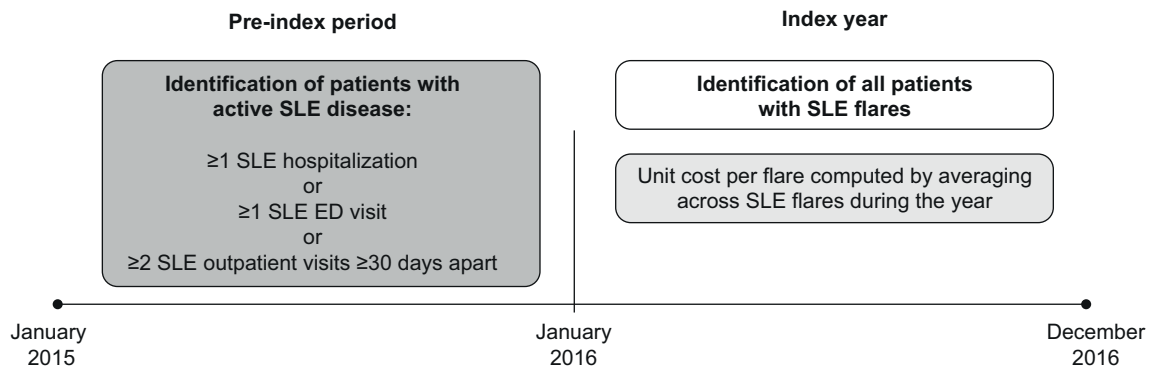 Pre-index period
Index year
Identification of patients with
active SLE disease:
≥1 SLE hospitalization
or
≥1 SLE ED visit
or
≥2 SLE outpatient visits ≥30 days apart
Identification of all patients
with SLE flares
Unit cost per flare computed by averaging
across SLE flares during the year
January
2015
January
2016
December
2016